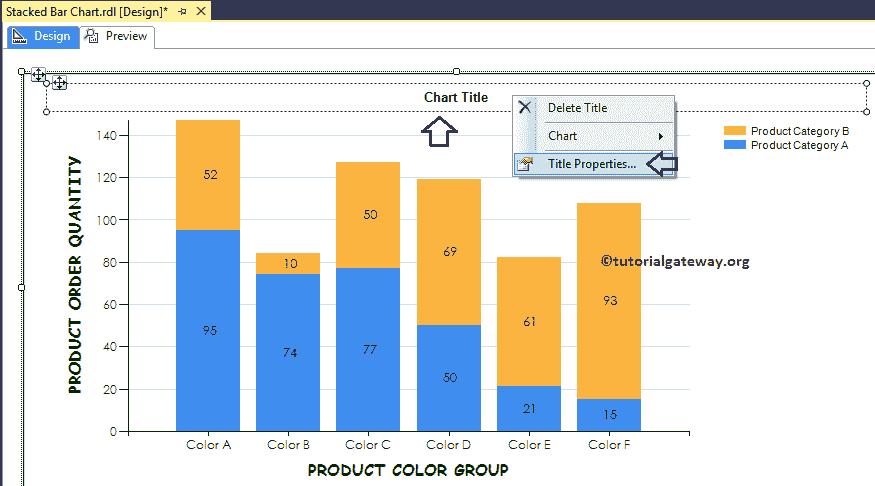 Stacked Bar Chart.rdl [Design]*
Design
Preview
Chart Title
Delete Title
Chart
Title Properties...
Product Category B
Product Category A
PRODUCT ORDER QUANTITY
140
120
100
80
60
40
20
0
52
95
10
74
50
77
69
50
61
21
93
15
©tutorialgateway.org
Color A
Color B
Color C
Color D
Color E
Color F
PRODUCT COLOR GROUP